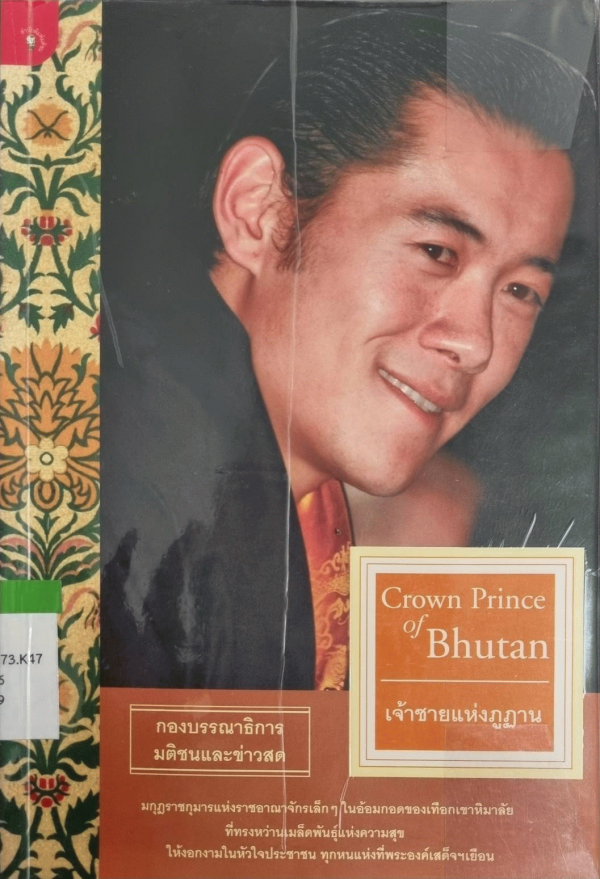 Crown Prince
of
Bhutan
เจ้าชายแห่งภูฏาน
กองบรรณาธิการ
มติชนและข่าวสด
มกุฎราชกุมารแห่งราชอาณาจักรเล็กๆ ในอ้อมกอดของเทือกเขาหิมาลัย
ที่ทรงหว่านเมล็ดพันธุ์แห่งความสุข
ให้งอกงามในหัวใจประชาชน ทุกหนแห่งที่พระองค์เสด็จฯเยือน
73.K47